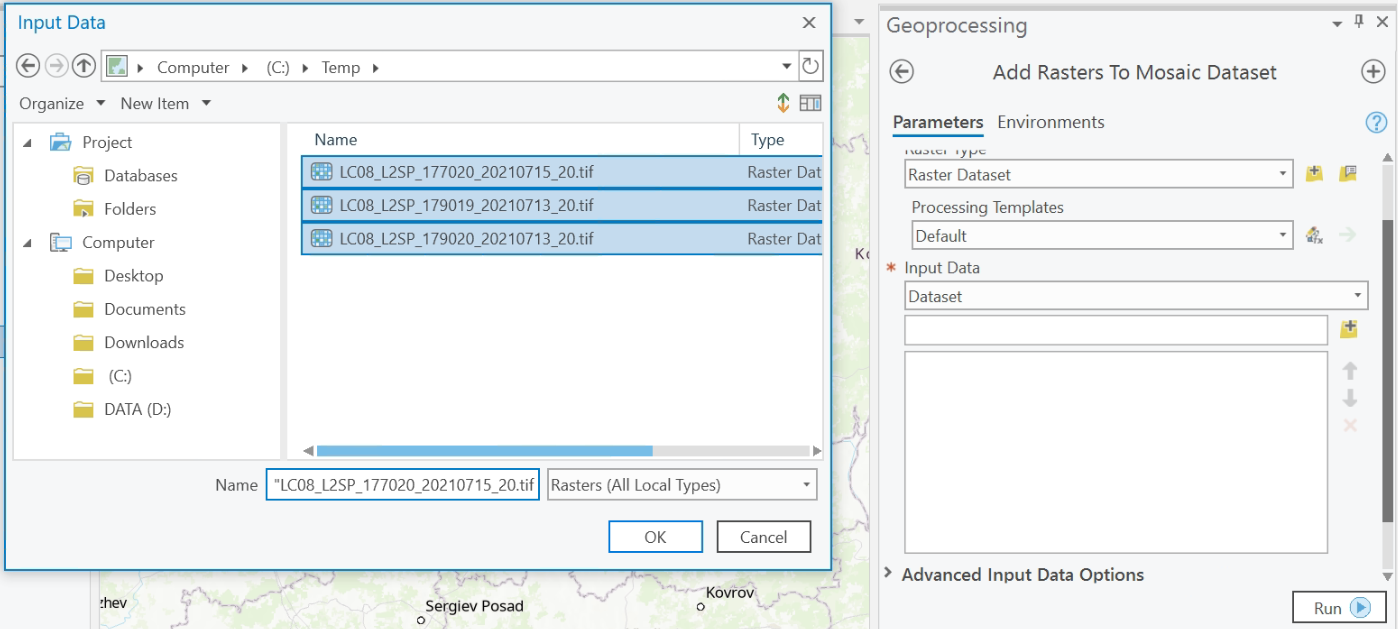 Input Data
Computer (C:) Temp
Organize New Item
Project
Databases
Folders
Computer
Desktop
Documents
Downloads
(C:)
DATA (D:)
Name Type
LC08_L2SP_177020_20210715_20.tif Raster Dat
LC08_L2SP_179019_20210713_20.tif Raster Dat
LC08_L2SP_179020_20210713_20.tif Raster Dat
Name "LC08_L2SP_177020_20210715_20.tif Rasters (All Local Types)
OK Cancel
Ko
zhev
Sergiev Posad
Kovrov
Geoprocessing
Add Rasters To Mosaic Dataset
Parameters Environments
Raster Type
Raster Dataset
Processing Templates
Default
* Input Data
Dataset
Advanced Input Data Options
Run